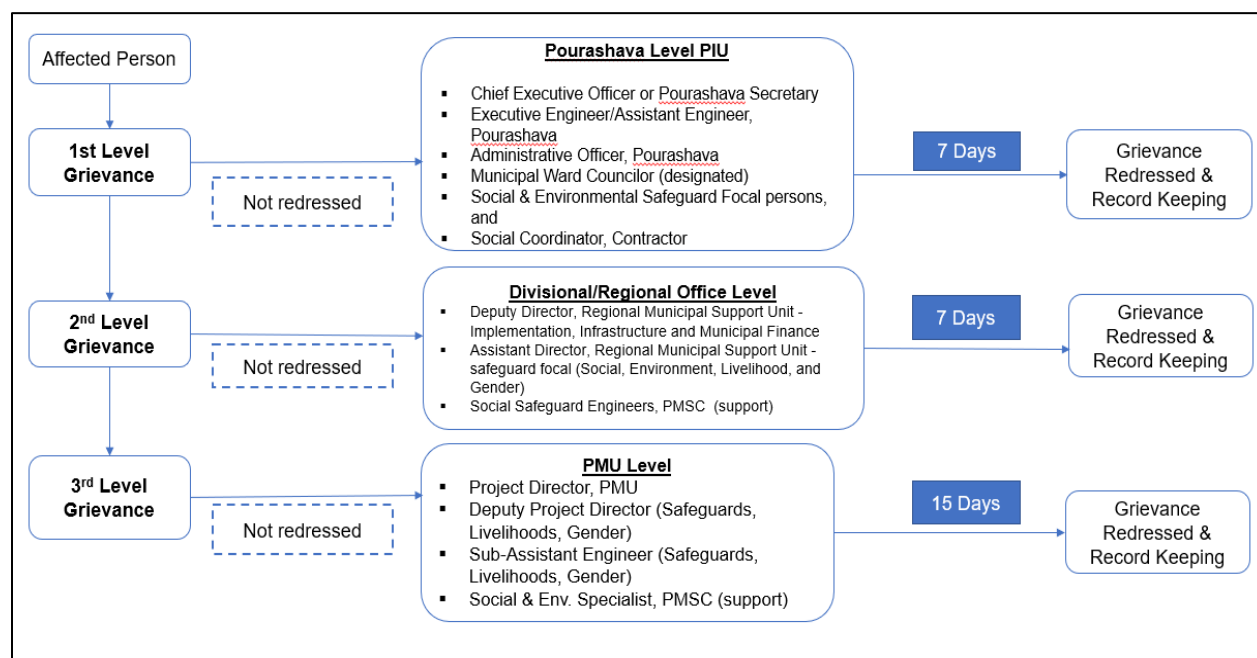 Affected Person
1st Level
Grievance
Not redressed
Pourashava Level PIU
▪ Chief Executive Officer or Pourashava Secretary
▪ Executive Engineer/Assistant Engineer,
Pourashava
▪ Administrative Officer, Pourashava
▪ Municipal Ward Councilor (designated)
▪ Social & Environmental Safeguard Focal persons,
and
▪ Social Coordinator, Contractor
7 Days
Grievance
Redressed &
Record Keeping
2nd Level
Grievance
Not redressed
Divisional/Regional Office Level
▪ Deputy Director, Regional Municipal Support Unit -
Implementation, Infrastructure and Municipal Finance
▪ Assistant Director, Regional Municipal Support Unit -
safeguard focal (Social, Environment, Livelihood, and
Gender)
▪ Social Safeguard Engineers, PMSC (support)
7 Days
Grievance
Redressed &
Record Keeping
3rd Level
Grievance
Not redressed
PMU Level
▪ Project Director, PMU
▪ Deputy Project Director (Safeguards,
Livelihoods, Gender)
▪ Sub-Assistant Engineer (Safeguards,
Livelihoods, Gender)
▪ Social & Env. Specialist, PMSC (support)
15 Days
Grievance
Redressed &
Record Keeping